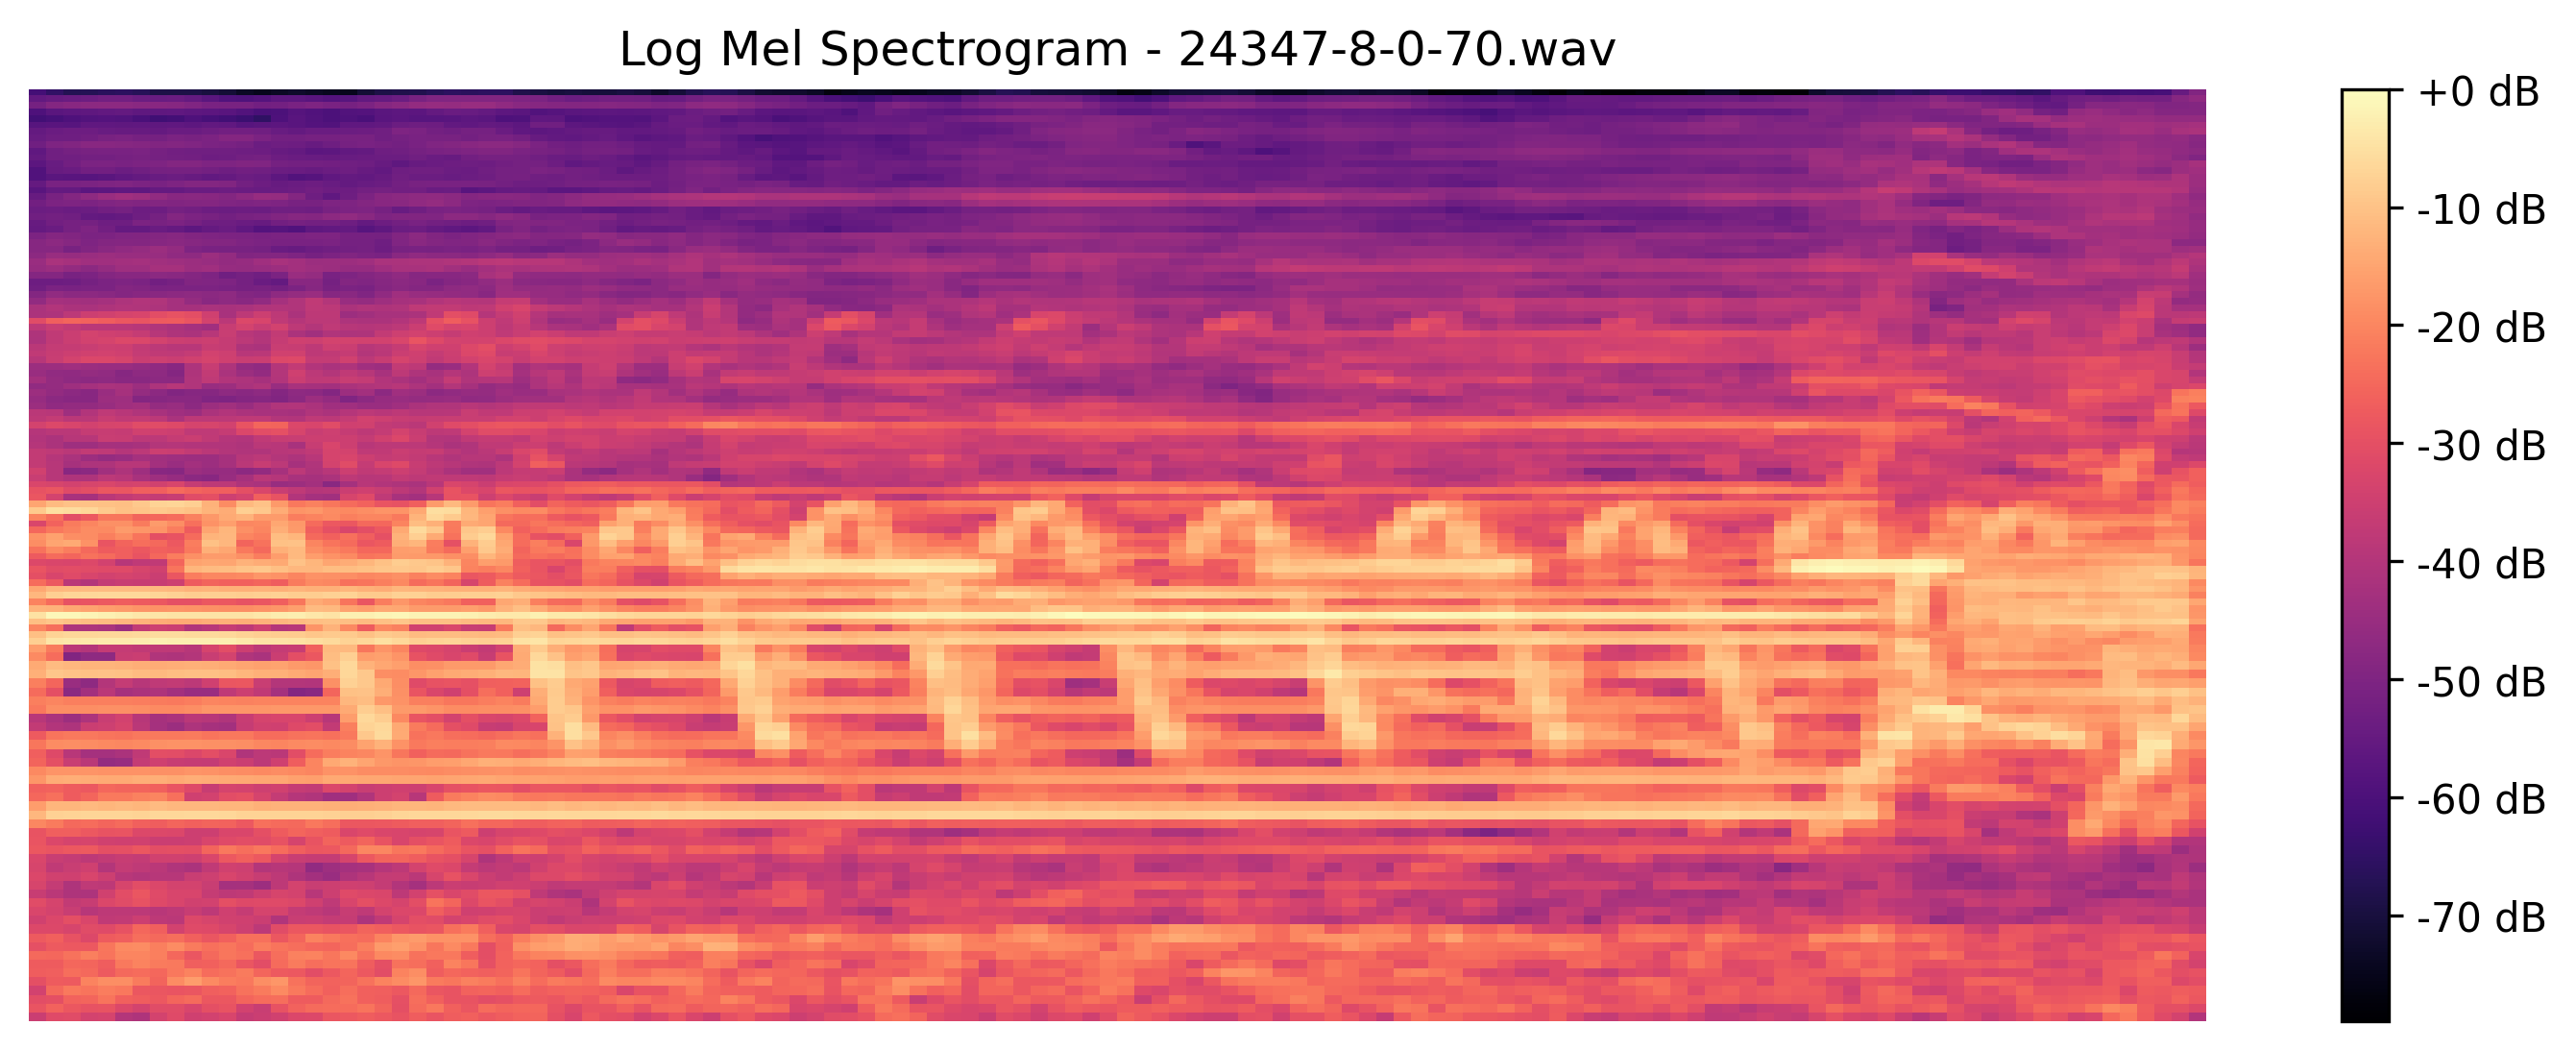 Log Mel Spectrogram - 24347-8-0-70.wav
+0 dB
-10 dB
-20 dB
-30 dB
-40 dB
-50 dB
-60 dB
-70 dB